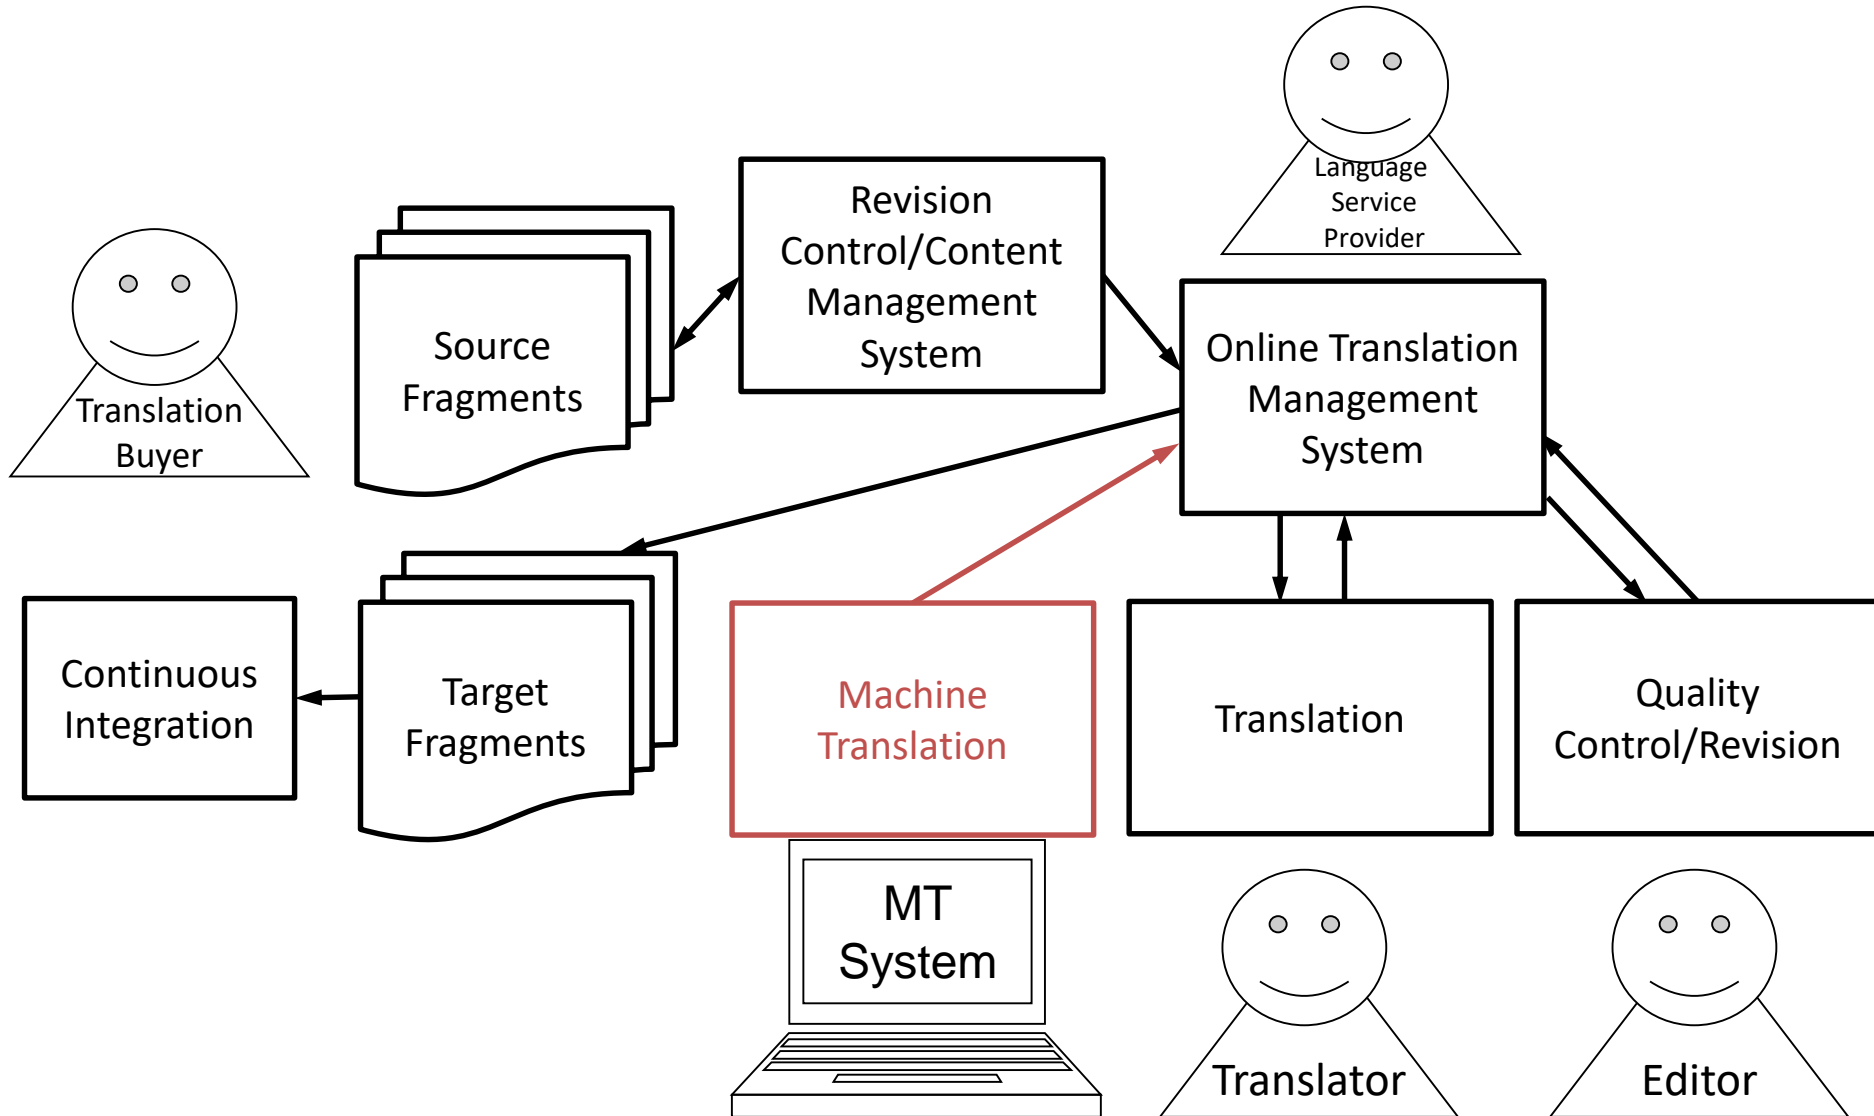 Language
Service
Provider
Revision
Control/Content
Management
System
Source
Fragments
Translation
Buyer
Online Translation
Management
System
Continuous
Integration
Target
Fragments
Machine
Translation
Translation
Quality
Control/Revision
MT
System
Translator
Editor